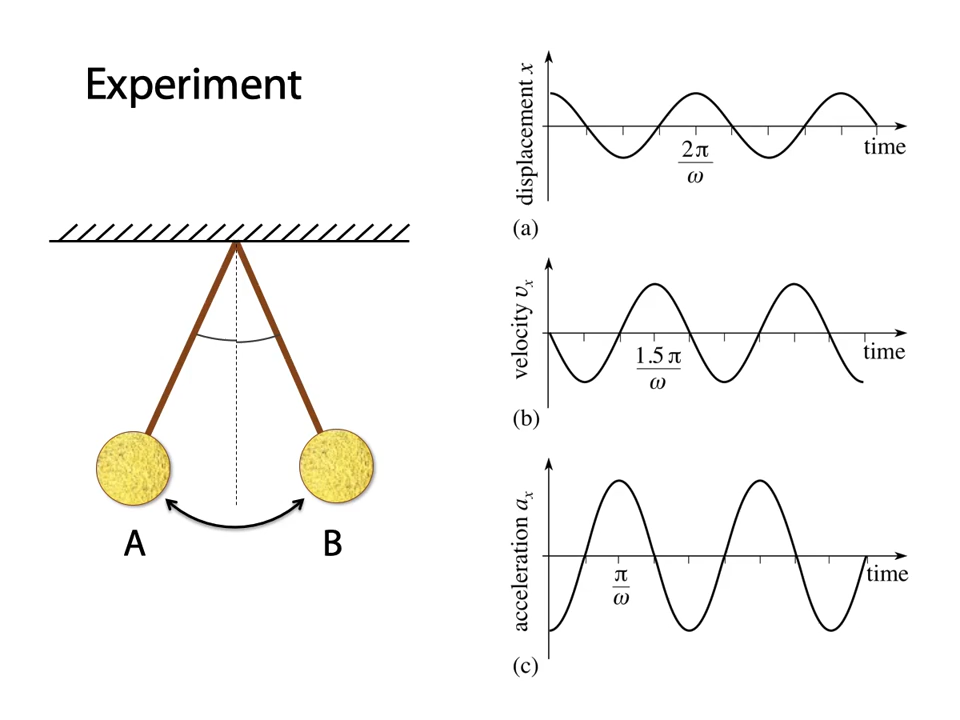 Experiment
A
B
displacement x
2π
ω
time
(a)
velocity vₓ
1.5π
ω
time
(b)
acceleration aₓ
π
ω
time
(c)